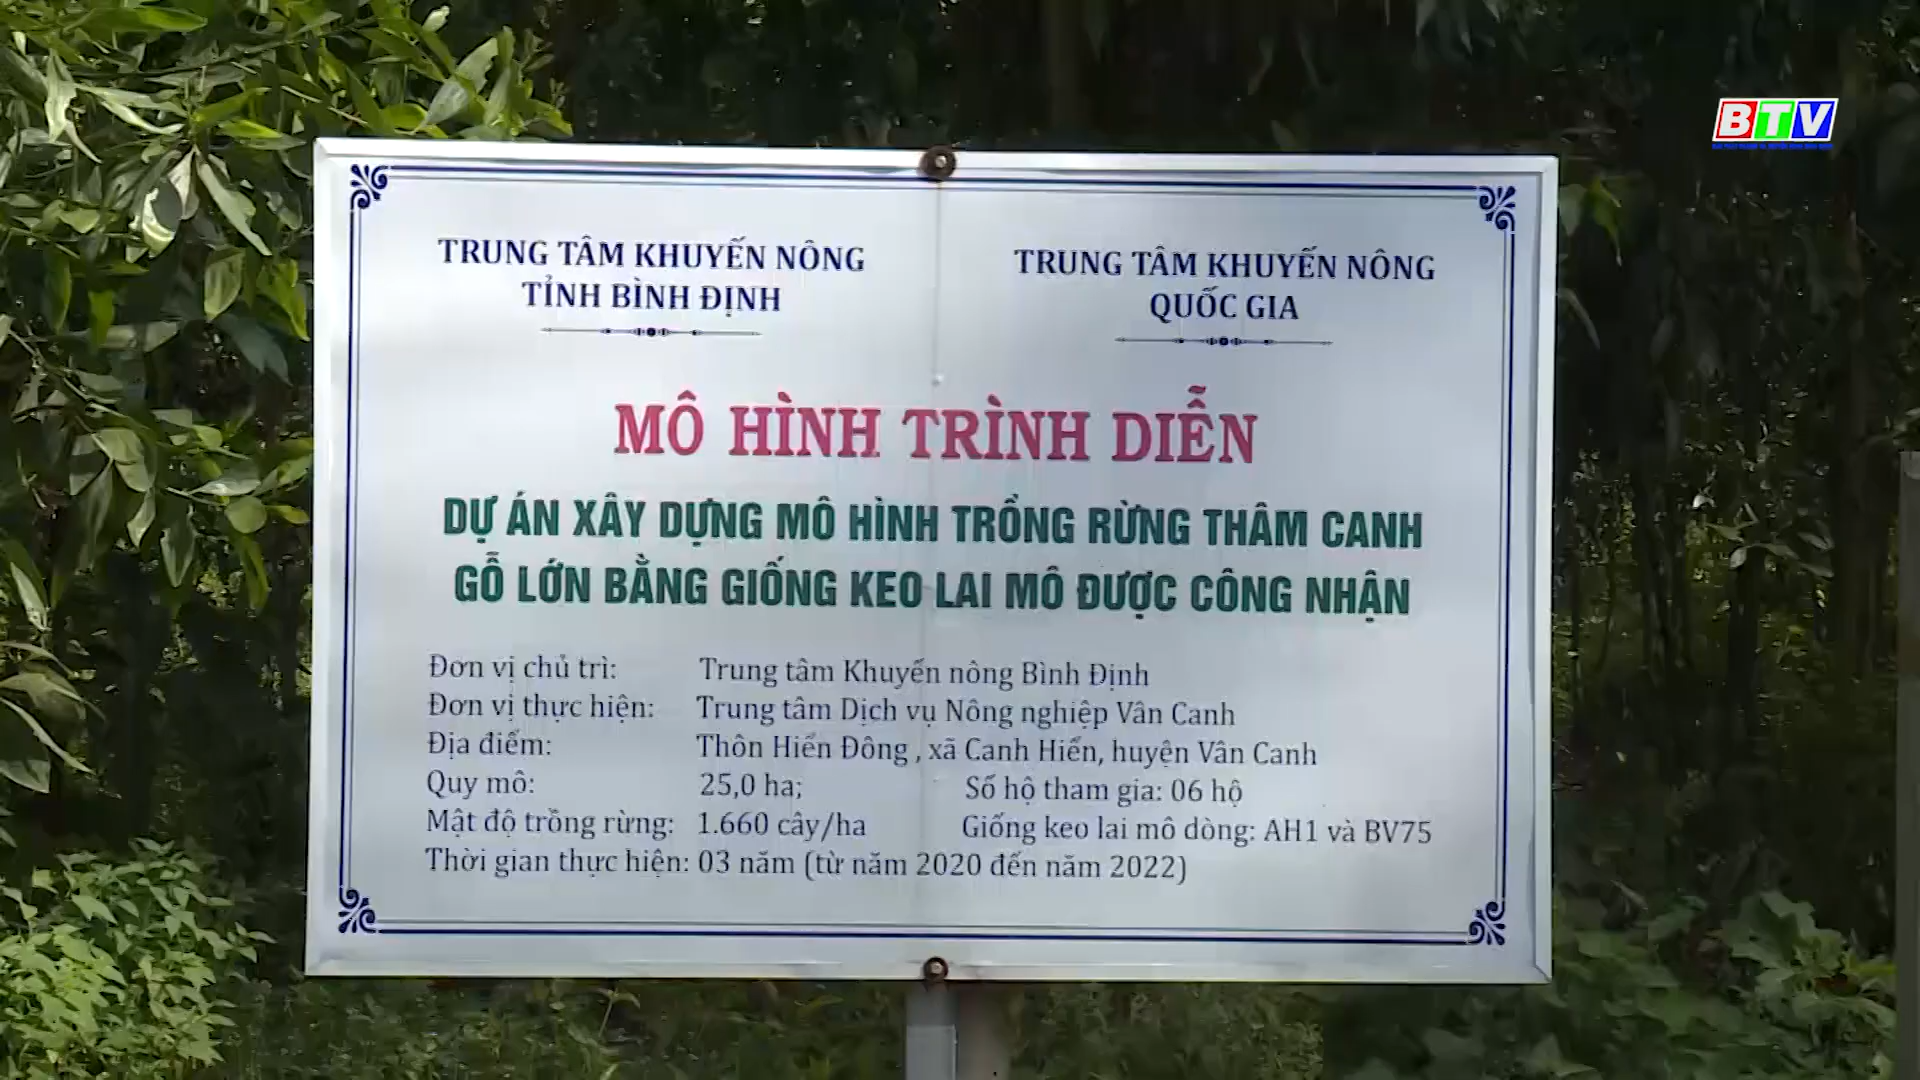 BTV
TRUNG TÂM KHUYẾN NÔNG
TỈNH BÌNH ĐỊNH
TRUNG TÂM KHUYẾN NÔNG
QUỐC GIA
MÔ HÌNH TRÌNH DIỄN
DỰ ÁN XÂY DỰNG MÔ HÌNH TRỒNG RỪNG THÂM CANH
GỖ LỚN BẰNG GIỐNG KEO LAI MÔ ĐƯỢC CÔNG NHẬN
Đơn vị chủ trì: Trung tâm Khuyến nông Bình Định
Đơn vị thực hiện: Trung tâm Dịch vụ Nông nghiệp Vân Canh
Địa điểm: Thôn Hiển Đông , xã Canh Hiển, huyện Vân Canh
Quy mô: 25,0 ha; Số hộ tham gia: 06 hộ
Mật độ trồng rừng: 1.660 cây/ha Giống keo lai mô dòng: AH1 và BV75
Thời gian thực hiện: 03 năm (từ năm 2020 đến năm 2022)